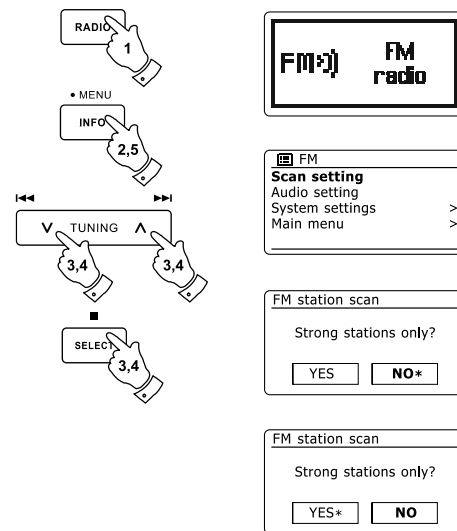 RADIO
1
• MENU
INFO
2,5
TUNING
3,4
3,4
SELECT
3,4
FM
FM
radio
FM
Scan setting
Audio setting
System settings >
Main menu >
FM station scan
Strong stations only?
YES NO*
FM station scan
Strong stations only?
YES* NO